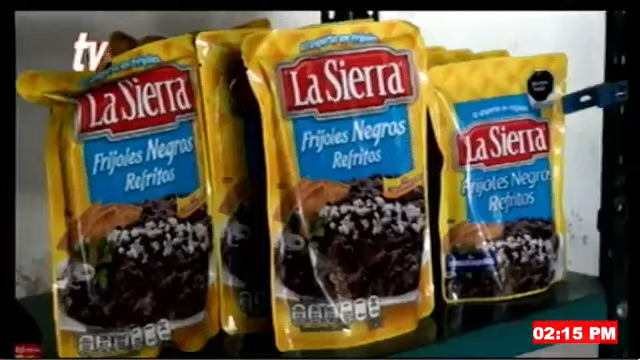 tv
La Sierra
Frijoles Negros
Refritos
La Sierra
Frijoles Negros
Refritos
La Sierra
Frijoles Negros
Refritos
02:15 PM